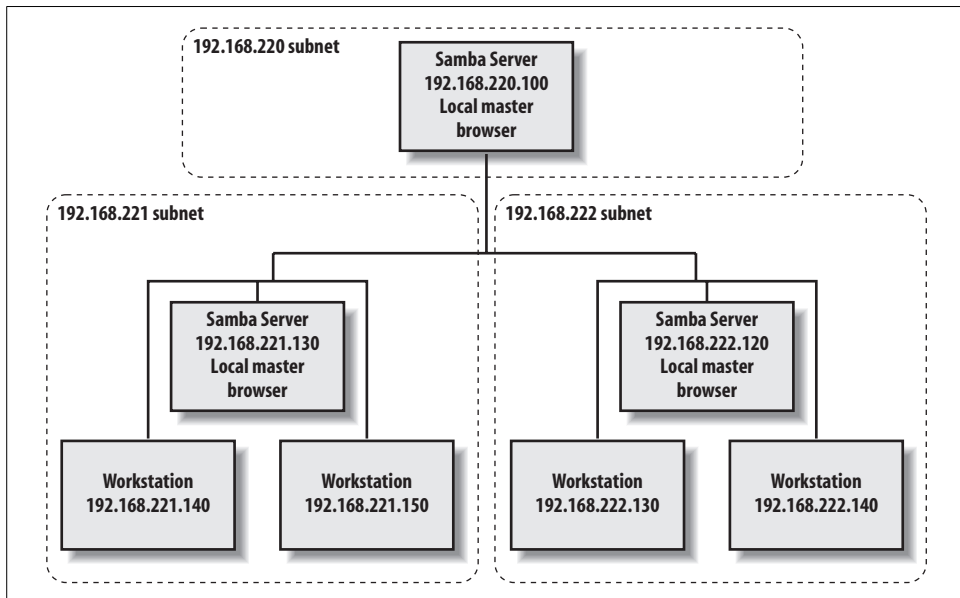 192.168.220 subnet
Samba Server
192.168.220.100
Local master
browser
192.168.221 subnet
192.168.222 subnet
Samba Server
192.168.221.130
Local master
browser
Samba Server
192.168.222.120
Local master
browser
Workstation
192.168.221.140
Workstation
192.168.221.150
Workstation
192.168.222.130
Workstation
192.168.222.140